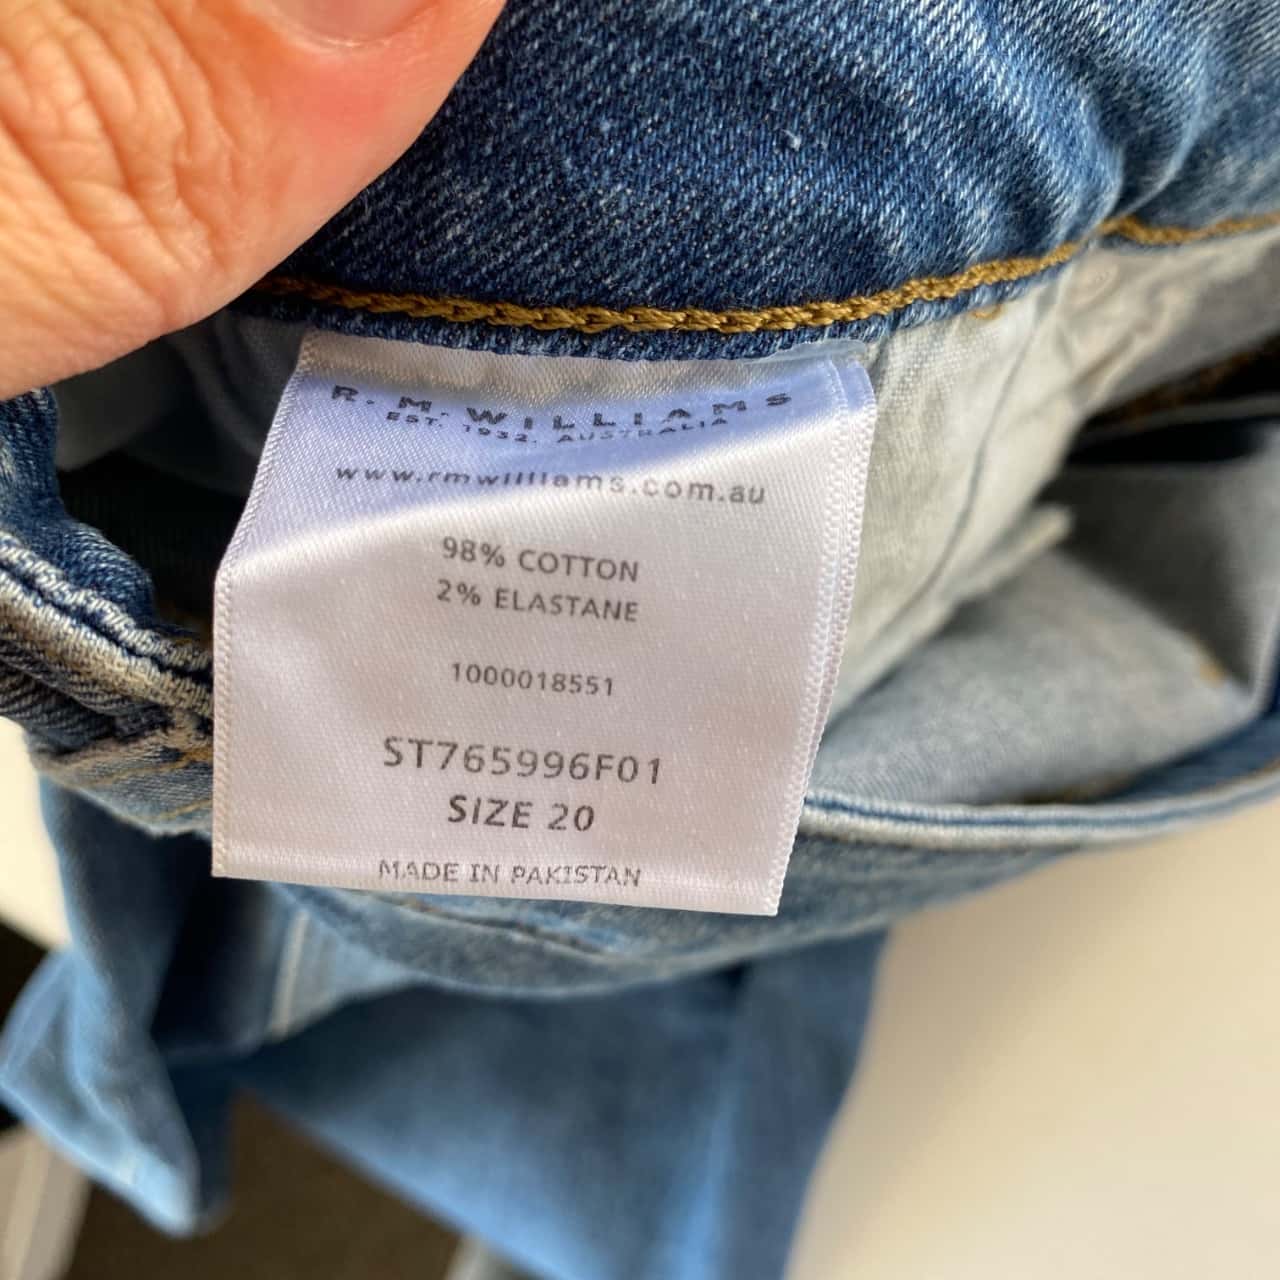 R.M.WILLIAMS
EST. 1932. AUSTRALIA
www.rmwilliams.com.au
98% COTTON
2% ELASTANE
1000018551
ST765996F01
SIZE 20
MADE IN PAKISTAN